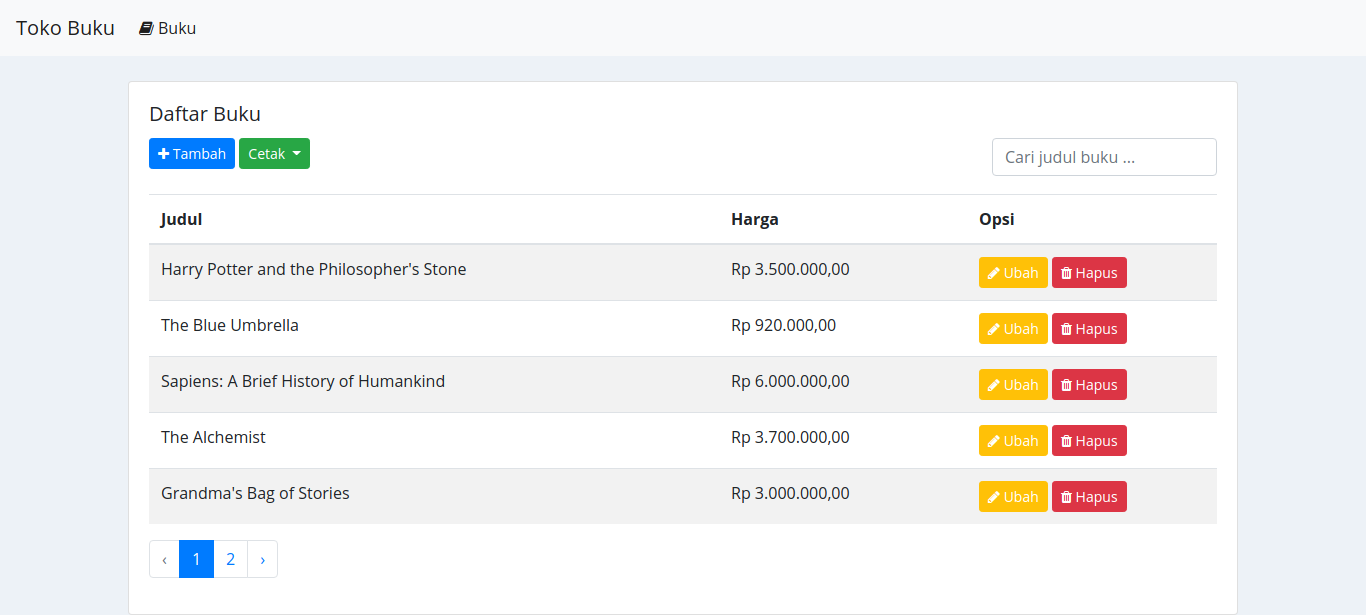 Toko Buku Buku
Daftar Buku
Tambah Cetak Cari judul buku ...
Judul Harga Opsi
Harry Potter and the Philosopher's Stone Rp 3.500.000,00 Ubah Hapus
The Blue Umbrella Rp 920.000,00 Ubah Hapus
Sapiens: A Brief History of Humankind Rp 6.000.000,00 Ubah Hapus
The Alchemist Rp 3.700.000,00 Ubah Hapus
Grandma's Bag of Stories Rp 3.000.000,00 Ubah Hapus
‹ 1 2 ›